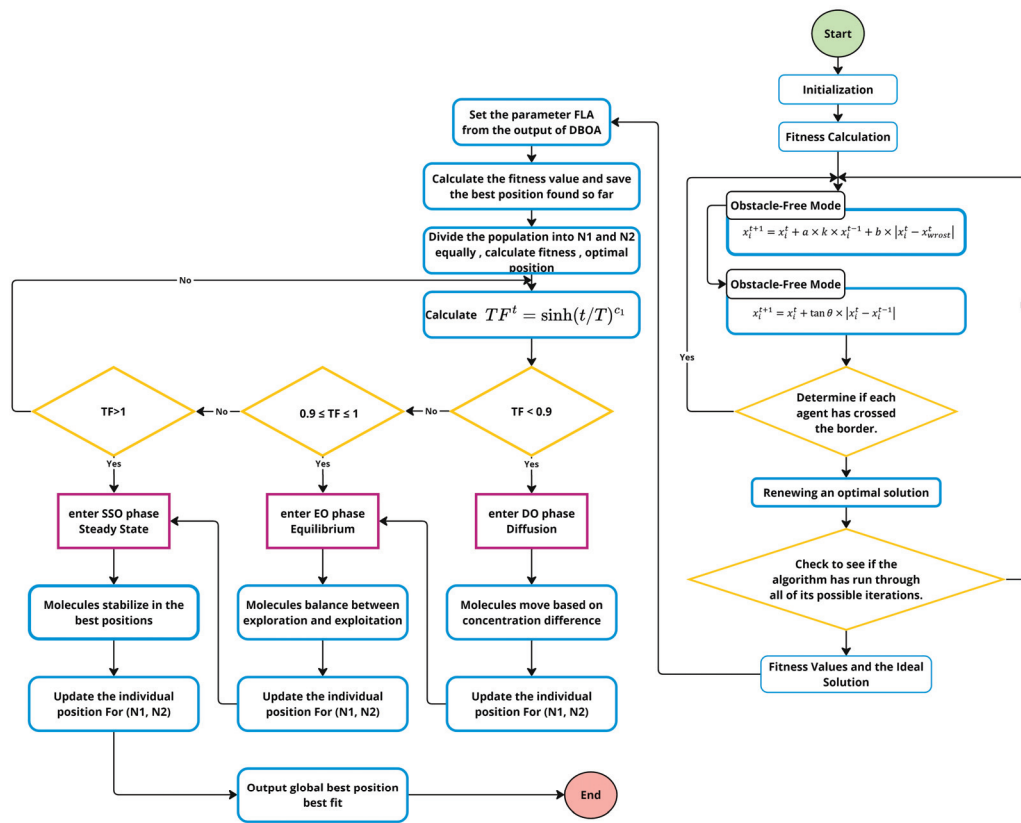 Start
Initialization
Fitness Calculation
Obstacle-Free Mode
x_i^{t+1} = x_i^t + a × k × x_i^{t−1} + b × |x_i^t − x_{wrost}^t|
Obstacle-Free Mode
x_i^{t+1} = x_i^t + tan θ × |x_i^t − x_i^{t−1}|
Yes
Determine if each
agent has crossed
the border.
Renewing an optimal solution
Check to see if the
algorithm has run through
all of its possible iterations.
Fitness Values and the Ideal
Solution
Set the parameter FLA
from the output of DBOA
Calculate the fitness value and save
the best position found so far
Divide the population into N1 and N2
equally , calculate fitness , optimal
position
No
Calculate TF^t = sinh(t/T)^{c_1}
TF>1
No
0.9 ≤ TF ≤ 1
No
TF < 0.9
Yes
Yes
Yes
enter SSO phase
Steady State
enter EO phase
Equilibrium
enter DO phase
Diffusion
Molecules stabilize in the
best positions
Molecules balance between
exploration and exploitation
Molecules move based on
concentration difference
Update the individual
position For (N1, N2)
Update the individual
position For (N1, N2)
Update the individual
position For (N1, N2)
Output global best position
best fit
End